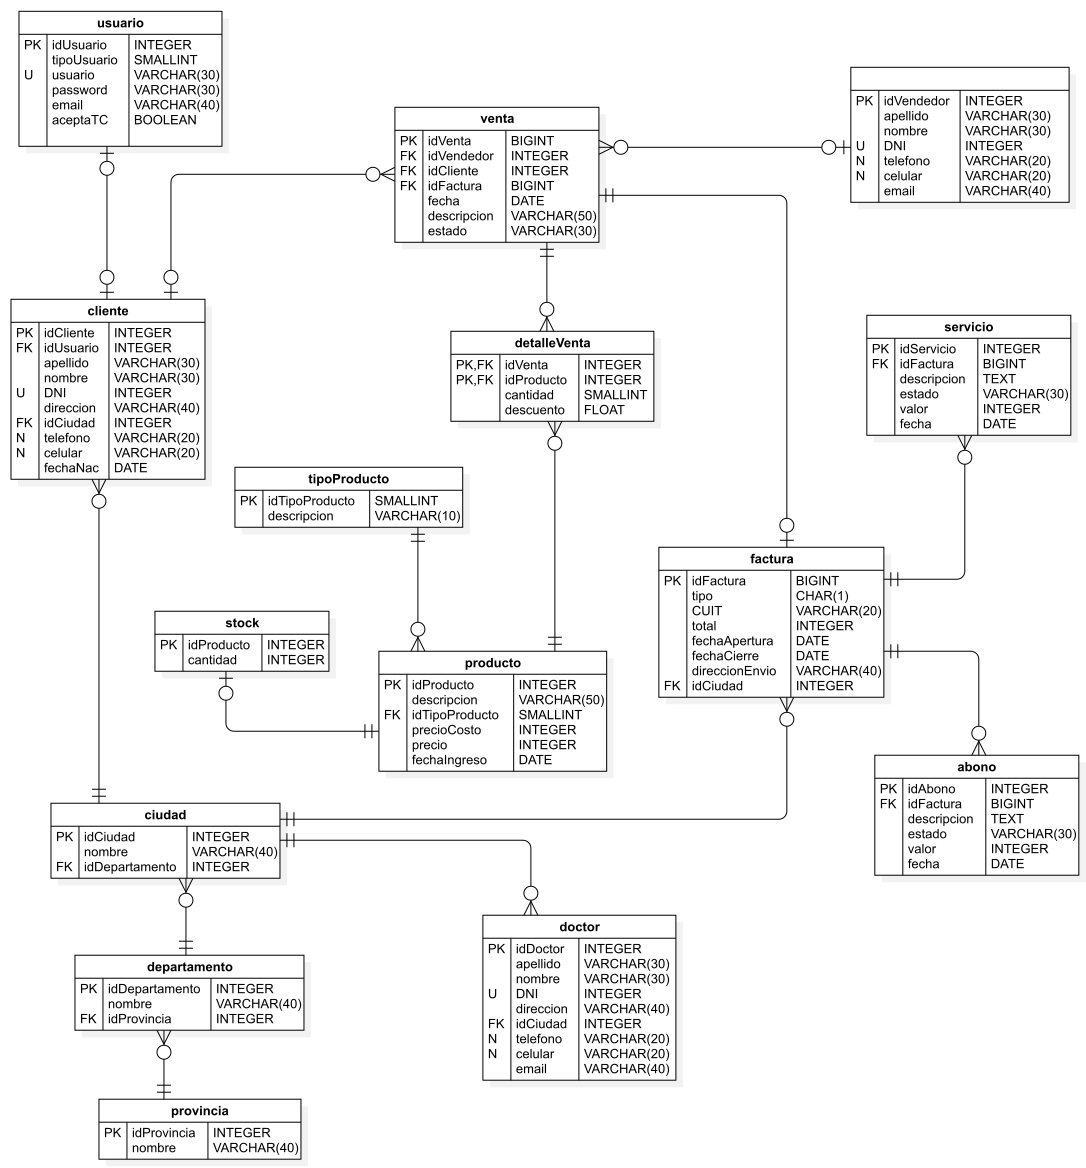 usuario
PK idUsuario INTEGER
tipoUsuario SMALLINT
U usuario VARCHAR(30)
password VARCHAR(30)
email VARCHAR(40)
aceptaTC BOOLEAN
PK idVendedor INTEGER
apellido VARCHAR(30)
nombre VARCHAR(30)
U DNI INTEGER
N telefono VARCHAR(20)
N celular VARCHAR(20)
email VARCHAR(40)
venta
PK idVenta BIGINT
FK idVendedor INTEGER
FK idCliente INTEGER
FK idFactura BIGINT
fecha DATE
descripcion VARCHAR(50)
estado VARCHAR(30)
cliente
PK idCliente INTEGER
FK idUsuario INTEGER
apellido VARCHAR(30)
nombre VARCHAR(30)
U DNI INTEGER
direccion VARCHAR(40)
FK idCiudad INTEGER
N telefono VARCHAR(20)
N celular VARCHAR(20)
fechaNac DATE
detalleVenta
PK,FK idVenta INTEGER
PK,FK idProducto INTEGER
cantidad SMALLINT
descuento FLOAT
servicio
PK idServicio INTEGER
FK idFactura BIGINT
descripcion TEXT
estado VARCHAR(30)
valor INTEGER
fecha DATE
tipoProducto
PK idTipoProducto SMALLINT
descripcion VARCHAR(10)
factura
PK idFactura BIGINT
tipo CHAR(1)
CUIT VARCHAR(20)
total INTEGER
fechaApertura DATE
fechaCierre DATE
direccionEnvio VARCHAR(40)
FK idCiudad INTEGER
stock
PK idProducto INTEGER
cantidad INTEGER
producto
PK idProducto INTEGER
descripcion VARCHAR(50)
FK idTipoProducto SMALLINT
precioCosto INTEGER
precio INTEGER
fechaIngreso DATE
abono
PK idAbono INTEGER
FK idFactura BIGINT
descripcion TEXT
estado VARCHAR(30)
valor INTEGER
fecha DATE
ciudad
PK idCiudad INTEGER
nombre VARCHAR(40)
FK idDepartamento INTEGER
doctor
PK idDoctor INTEGER
apellido VARCHAR(30)
nombre VARCHAR(30)
U DNI INTEGER
direccion VARCHAR(40)
FK idCiudad INTEGER
N telefono VARCHAR(20)
N celular VARCHAR(20)
email VARCHAR(40)
departamento
PK idDepartamento INTEGER
nombre VARCHAR(40)
FK idProvincia INTEGER
provincia
PK idProvincia INTEGER
nombre VARCHAR(40)